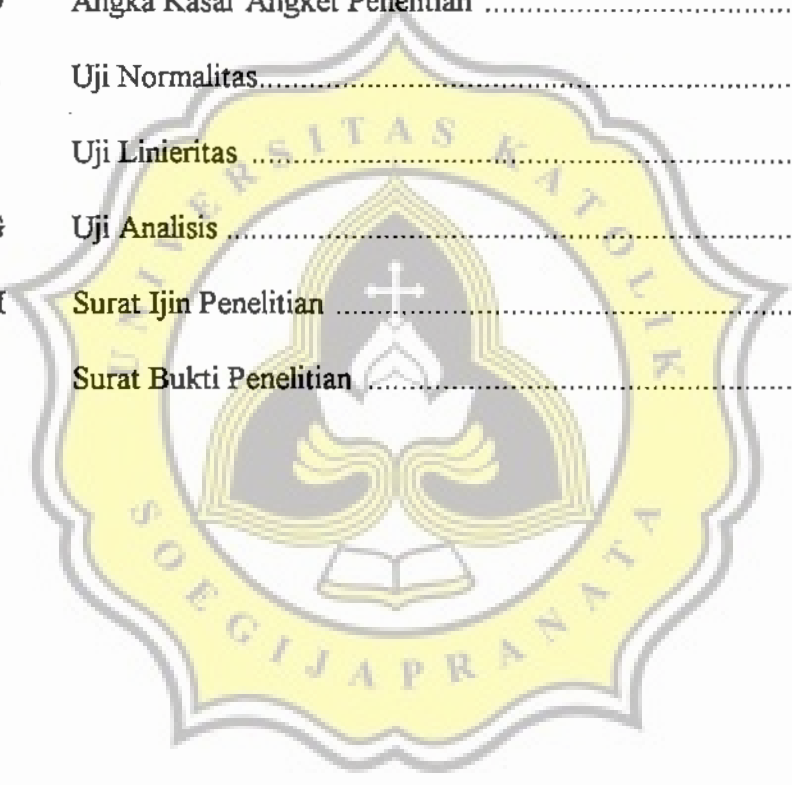 Angka Kasar Angket Penelitian ........................
Uji Normalitas........................
Uji Linieritas ........................
G Uji Analisis ........................
Surat Ijin Penelitian ........................
Surat Bukti Penelitian ........................
UNIVERSITAS KATOLIK
SOEGIJAPRANATA